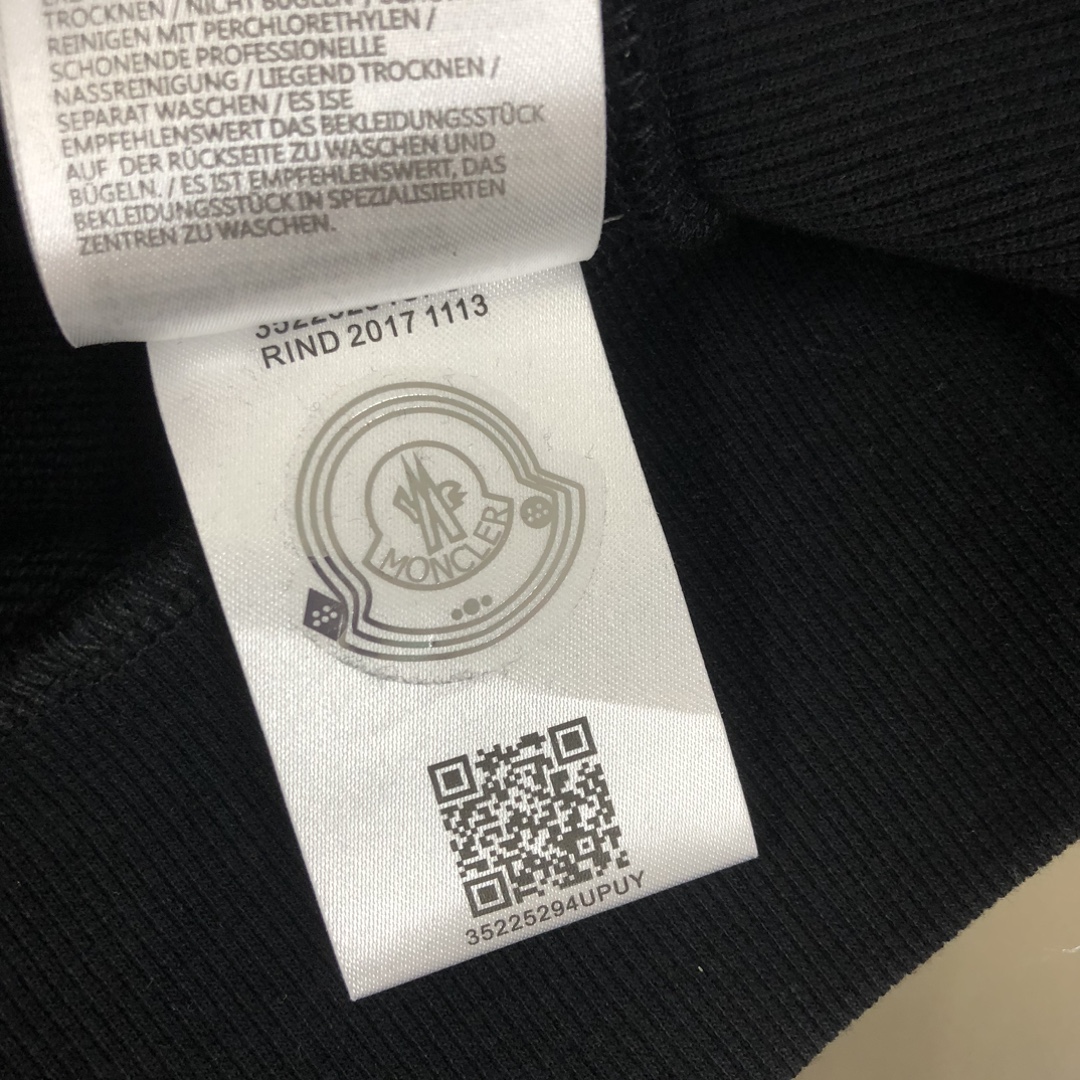 TROCKNEN / NICHT BÜGELN /
REINIGEN MIT PERCHLORETHYLEN /
SCHONENDE PROFESSIONELLE
NASSREINIGUNG / LIEGEND TROCKNEN /
SEPARAT WASCHEN / ES ISE
EMPFEHLENSWERT DAS BEKLEIDUNGSSTÜCK
AUF DER RÜCKSEITE ZU WASCHEN UND
BÜGELN. / ES IST EMPFEHLENSWERT, DAS
BEKLEIDUNGSSTÜCK IN SPEZIALISIERTEN
ZENTREN ZU WASCHEN.
RIND 2017 1113
MONCLER
35225294UPUY